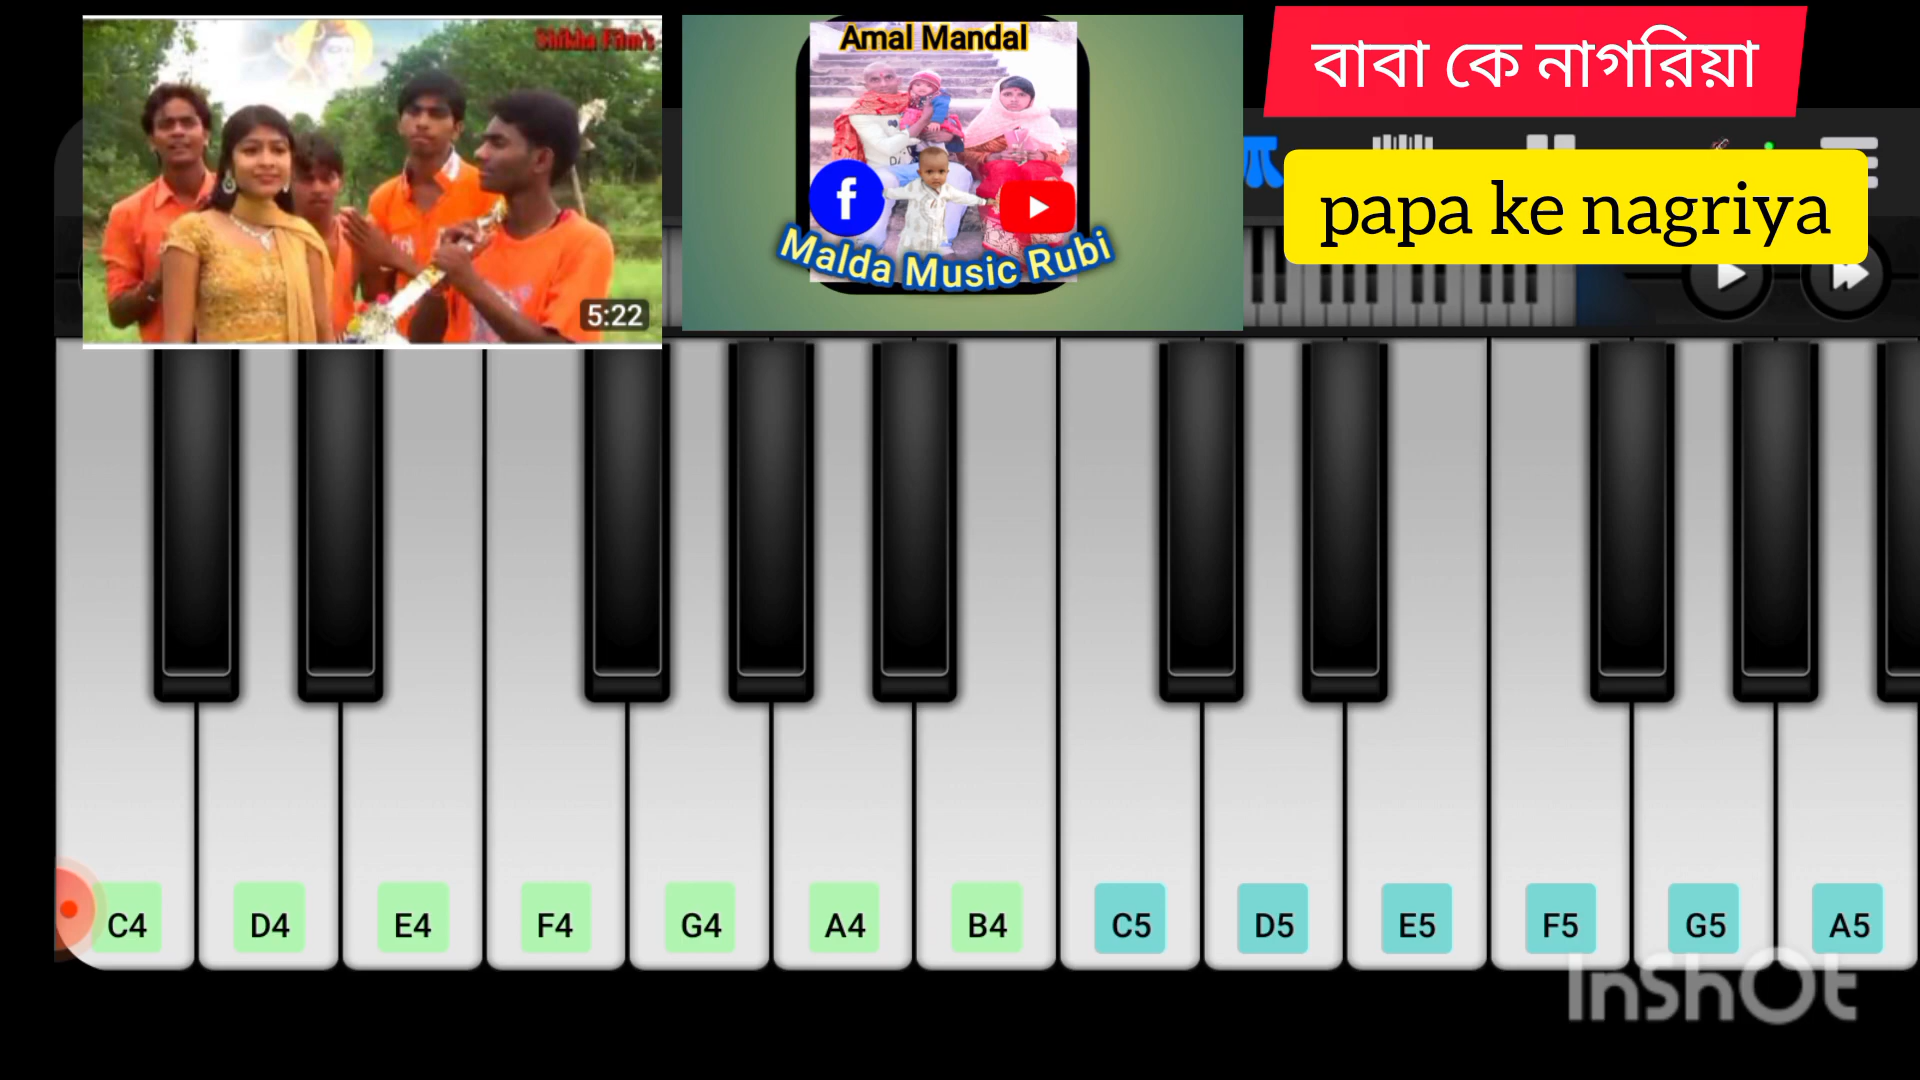 Shikha Film's
5:22
Amal Mandal
f
Malda Music Rubi
বাবা কে নাগরিয়া
papa ke nagriya
C4 D4 E4 F4 G4 A4 B4 C5 D5 E5 F5 G5 A5
InShOt